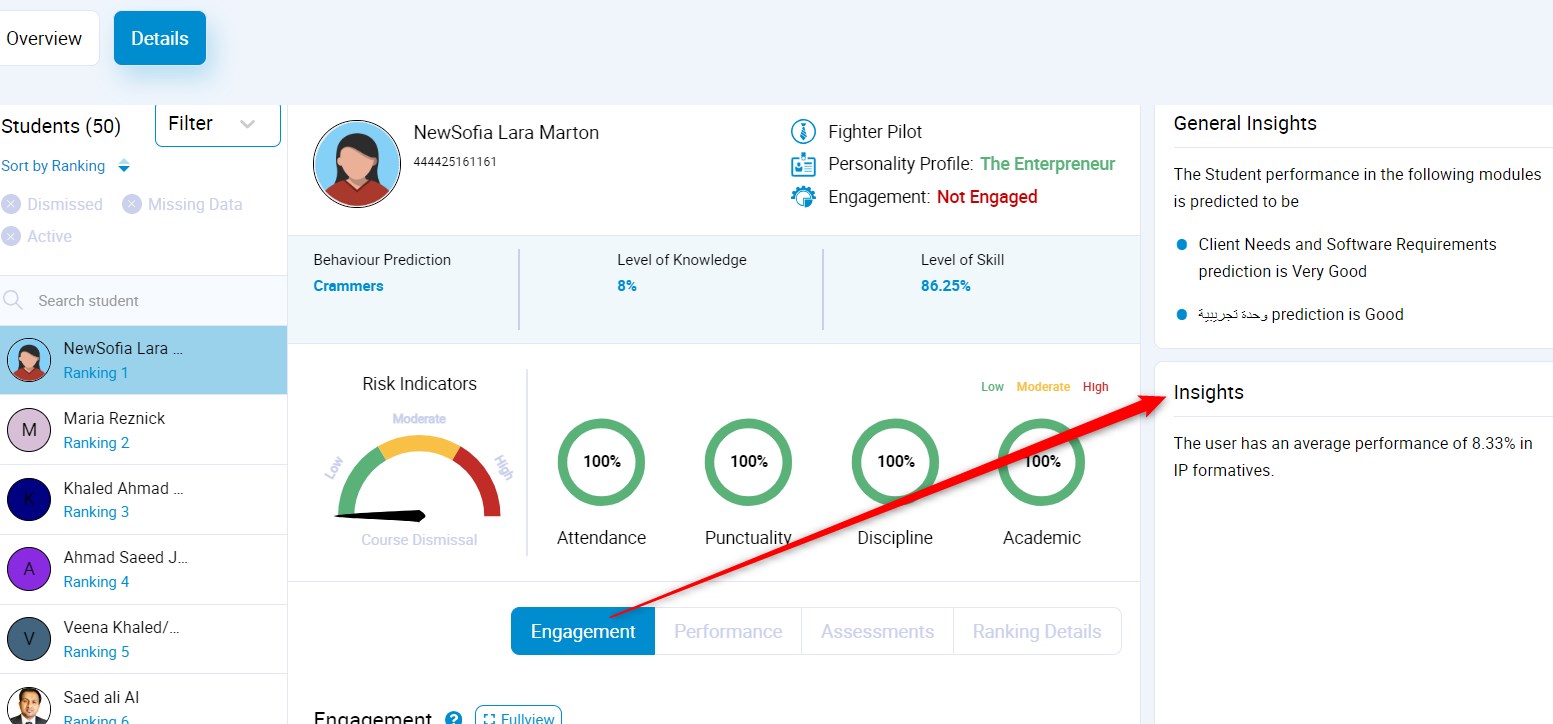 Overview
Details
Students (50)
Filter
Sort by Ranking
Dismissed
Missing Data
Active
Search student
NewSofia Lara ...
Ranking 1
M
Maria Reznick
Ranking 2
K
Khaled Ahmad ...
Ranking 3
A
Ahmad Saeed J...
Ranking 4
V
Veena Khaled/...
Ranking 5
Saed ali Al
Ranking 6
NewSofia Lara Marton
444425161161
Fighter Pilot
Personality Profile: The Enterpreneur
Engagement: Not Engaged
Behaviour Prediction
Crammers
Level of Knowledge
8%
Level of Skill
86.25%
Risk Indicators
Low
Moderate
High
Course Dismissal
Low Moderate High
100%
100%
100%
100%
Attendance
Punctuality
Discipline
Academic
Engagement
Performance
Assessments
Ranking Details
Engagement
?
Fullview
General Insights
The Student performance in the following modules
is predicted to be
Client Needs and Software Requirements
prediction is Very Good
وحدة تجريبية prediction is Good
Insights
The user has an average performance of 8.33% in
IP formatives.